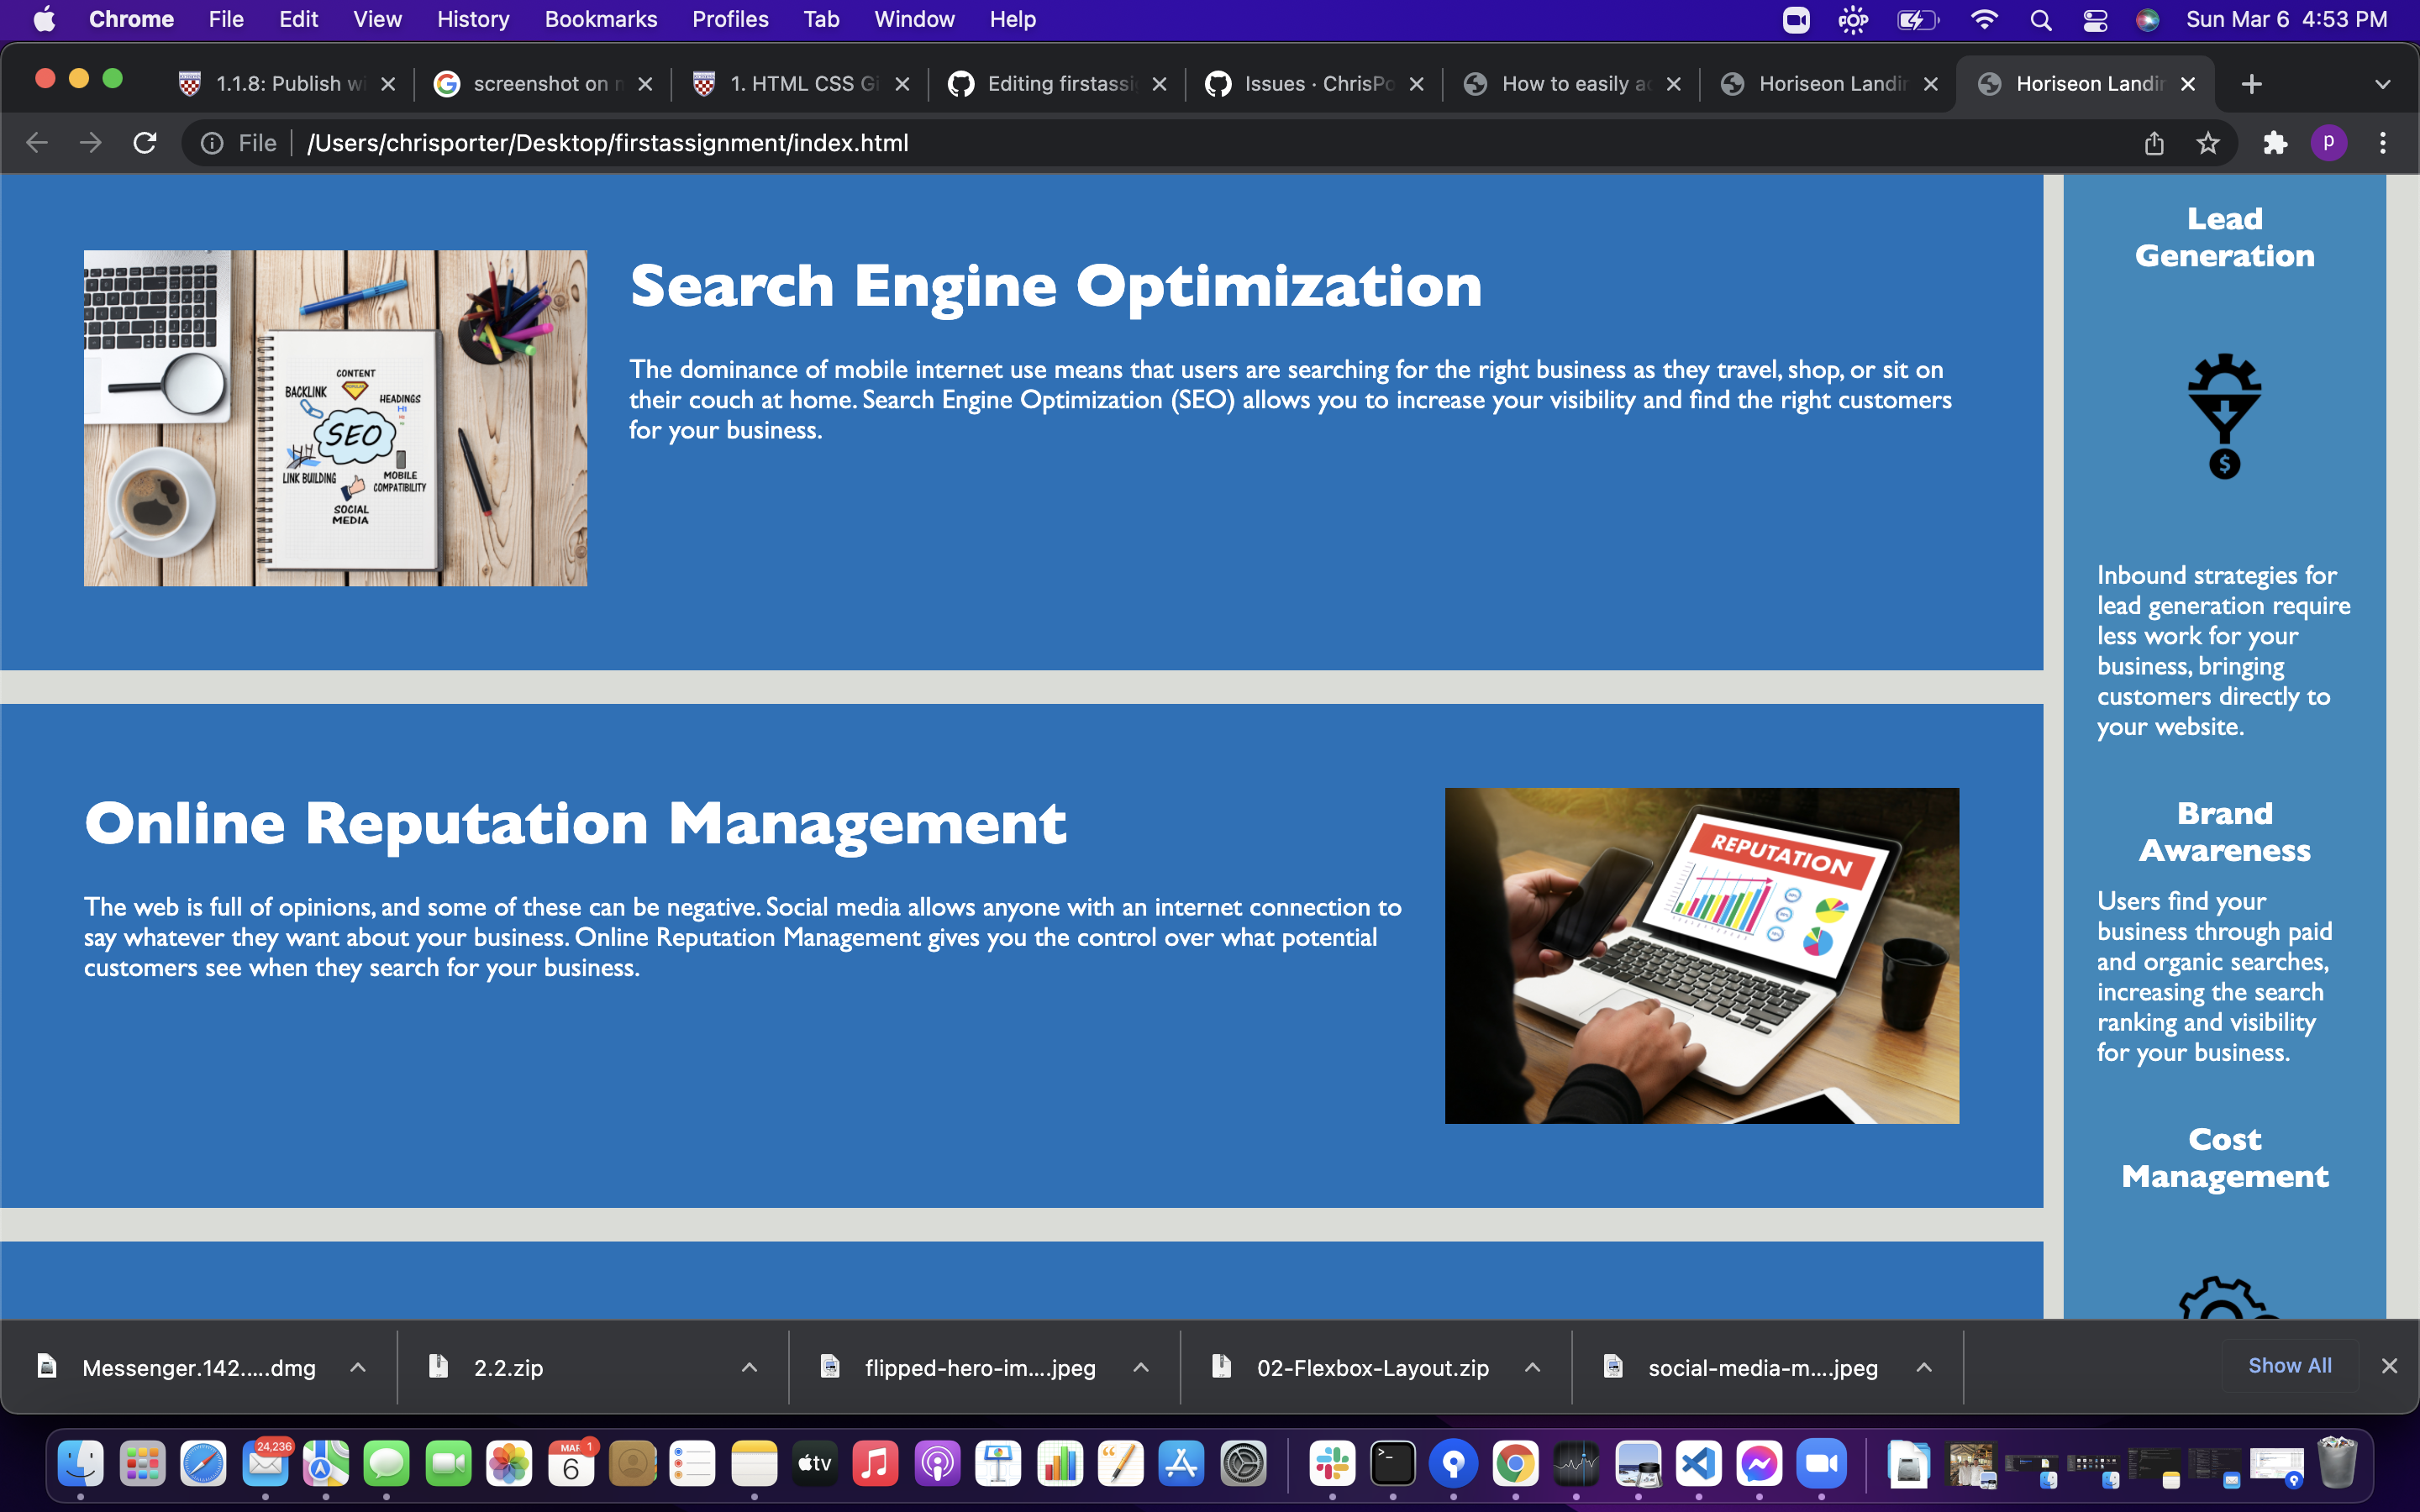 Chrome File Edit View History Bookmarks Profiles Tab Window Help POP Sun Mar 6 4:53 PM
1.1.8: Publish wi screenshot on m 1. HTML CSS Gi Editing firstassi Issues · ChrisPo How to easily ac Horiseon Landin Horiseon Landin
File /Users/chrisporter/Desktop/firstassignment/index.html p
Search Engine Optimization
The dominance of mobile internet use means that users are searching for the right business as they travel, shop, or sit on
their couch at home. Search Engine Optimization (SEO) allows you to increase your visibility and find the right customers
for your business.
CONTENT
BACKLINK
HEADINGS
H1
SEO
LINK BUILDING
MOBILE
COMPATIBILITY
SOCIAL
MEDIA
Online Reputation Management
The web is full of opinions, and some of these can be negative. Social media allows anyone with an internet connection to
say whatever they want about your business. Online Reputation Management gives you the control over what potential
customers see when they search for your business.
REPUTATION
Lead
Generation
$
Inbound strategies for
lead generation require
less work for your
business, bringing
customers directly to
your website.
Brand
Awareness
Users find your
business through paid
and organic searches,
increasing the search
ranking and visibility
for your business.
Cost
Management
Messenger.142.....dmg 2.2.zip flipped-hero-im....jpeg 02-Flexbox-Layout.zip social-media-m....jpeg Show All
24,236 MAR 1 6 tv